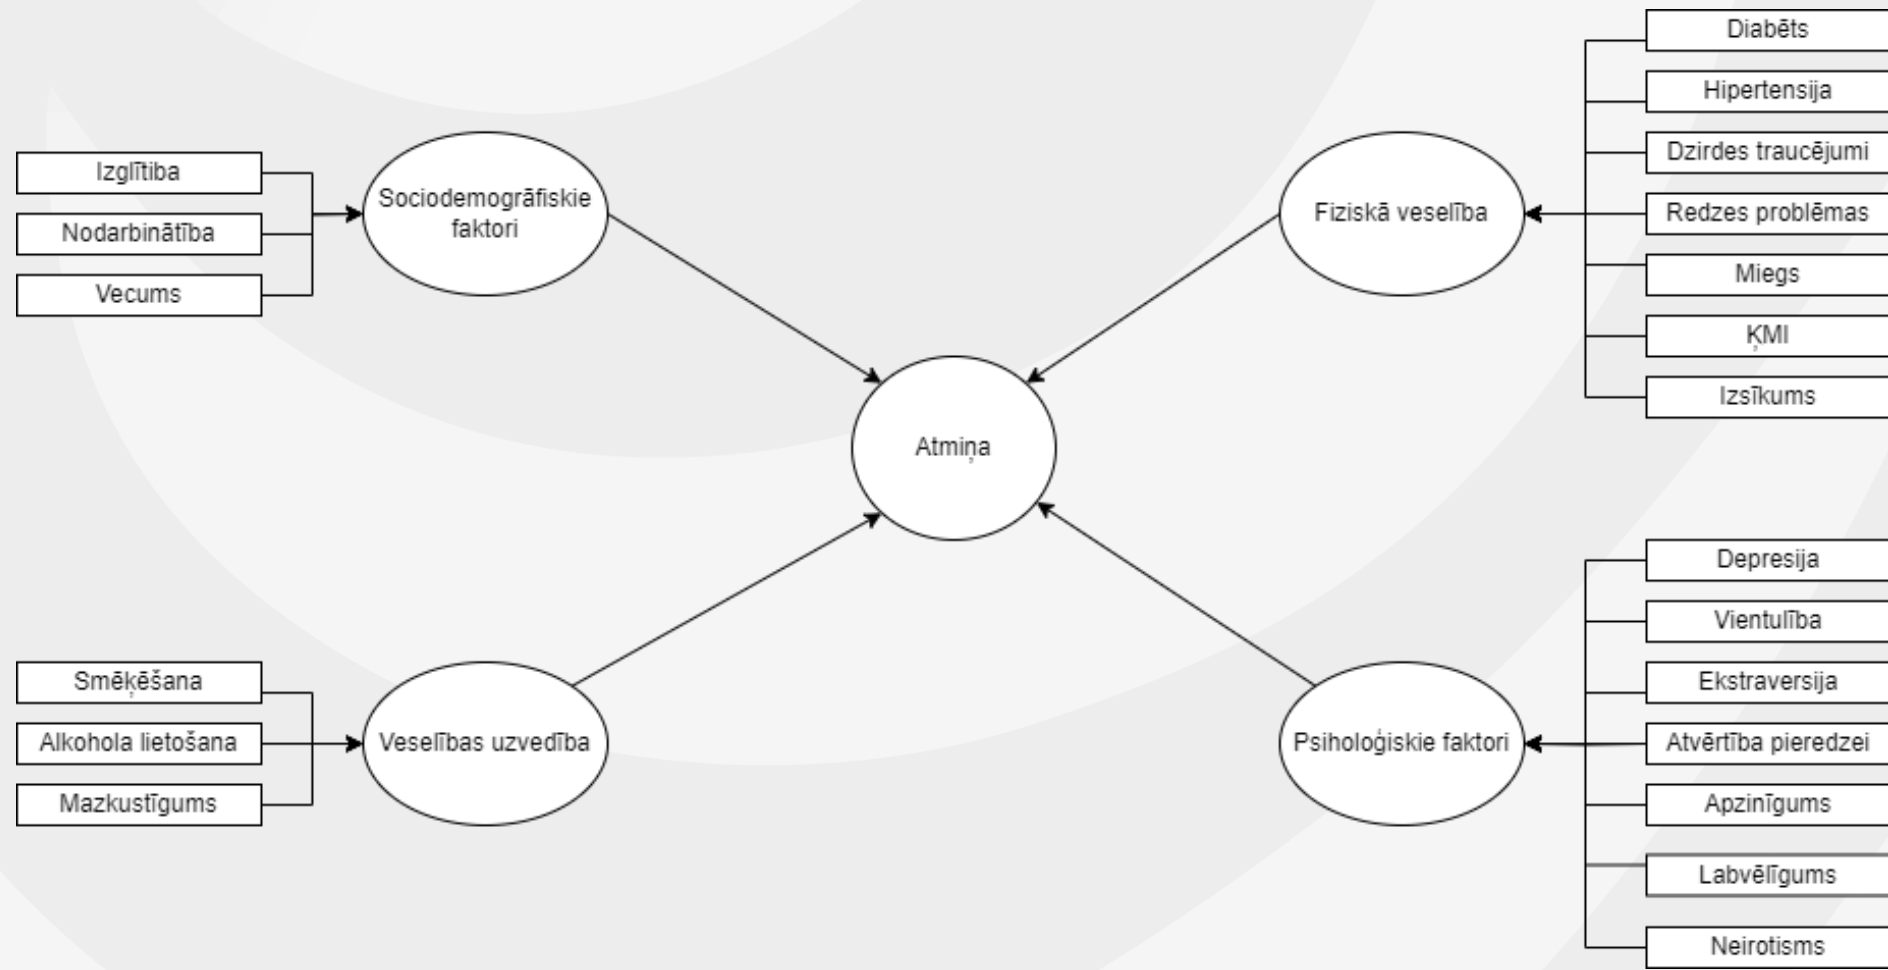 Izglītība
Nodarbinātība
Vecums
Sociodemogrāfiskie
faktori
Smēķēšana
Alkohola lietošana
Mazkustīgums
Veselības uzvedība
Atmiņa
Fiziskā veselība
Diabēts
Hipertensija
Dzirdes traucējumi
Redzes problēmas
Miegs
ĶMI
Izsīkums
Psiholoģiskie faktori
Depresija
Vientulība
Ekstraversija
Atvērtība pieredzei
Apzinīgums
Labvēlīgums
Neirotisms